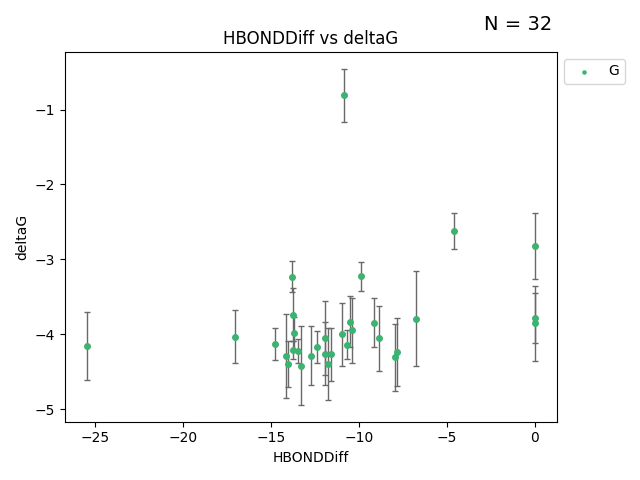 N = 32
HBONDDiff vs deltaG
G
−1
−2
−3
−4
−5
deltaG
−25
−20
−15
−10
−5
0
HBONDDiff